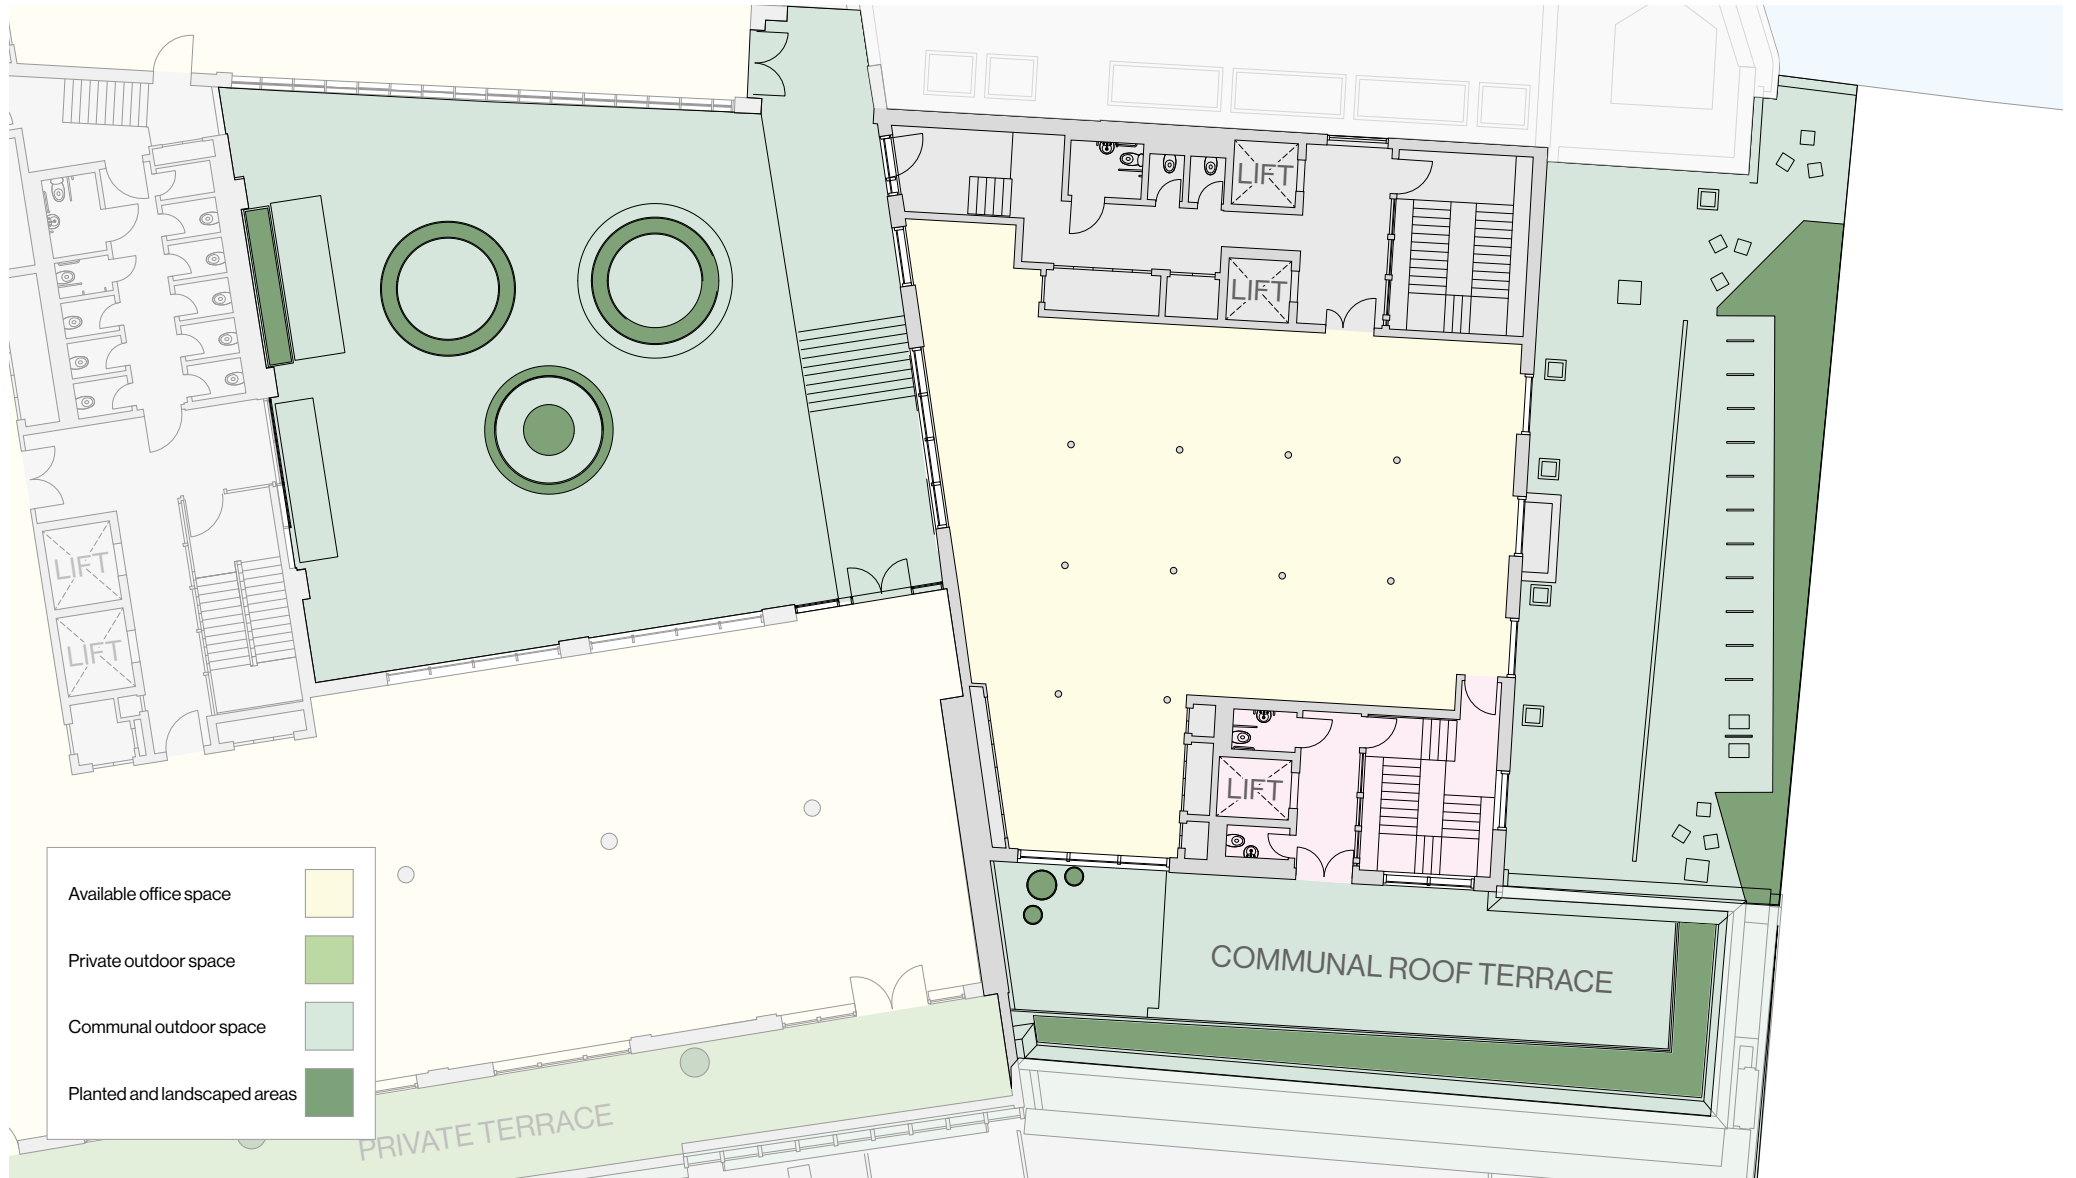 LIFT
LIFT
LIFT
LIFT
LIFT
Available office space
Private outdoor space
Communal outdoor space
Planted and landscaped areas
COMMUNAL ROOF TERRACE
PRIVATE TERRACE